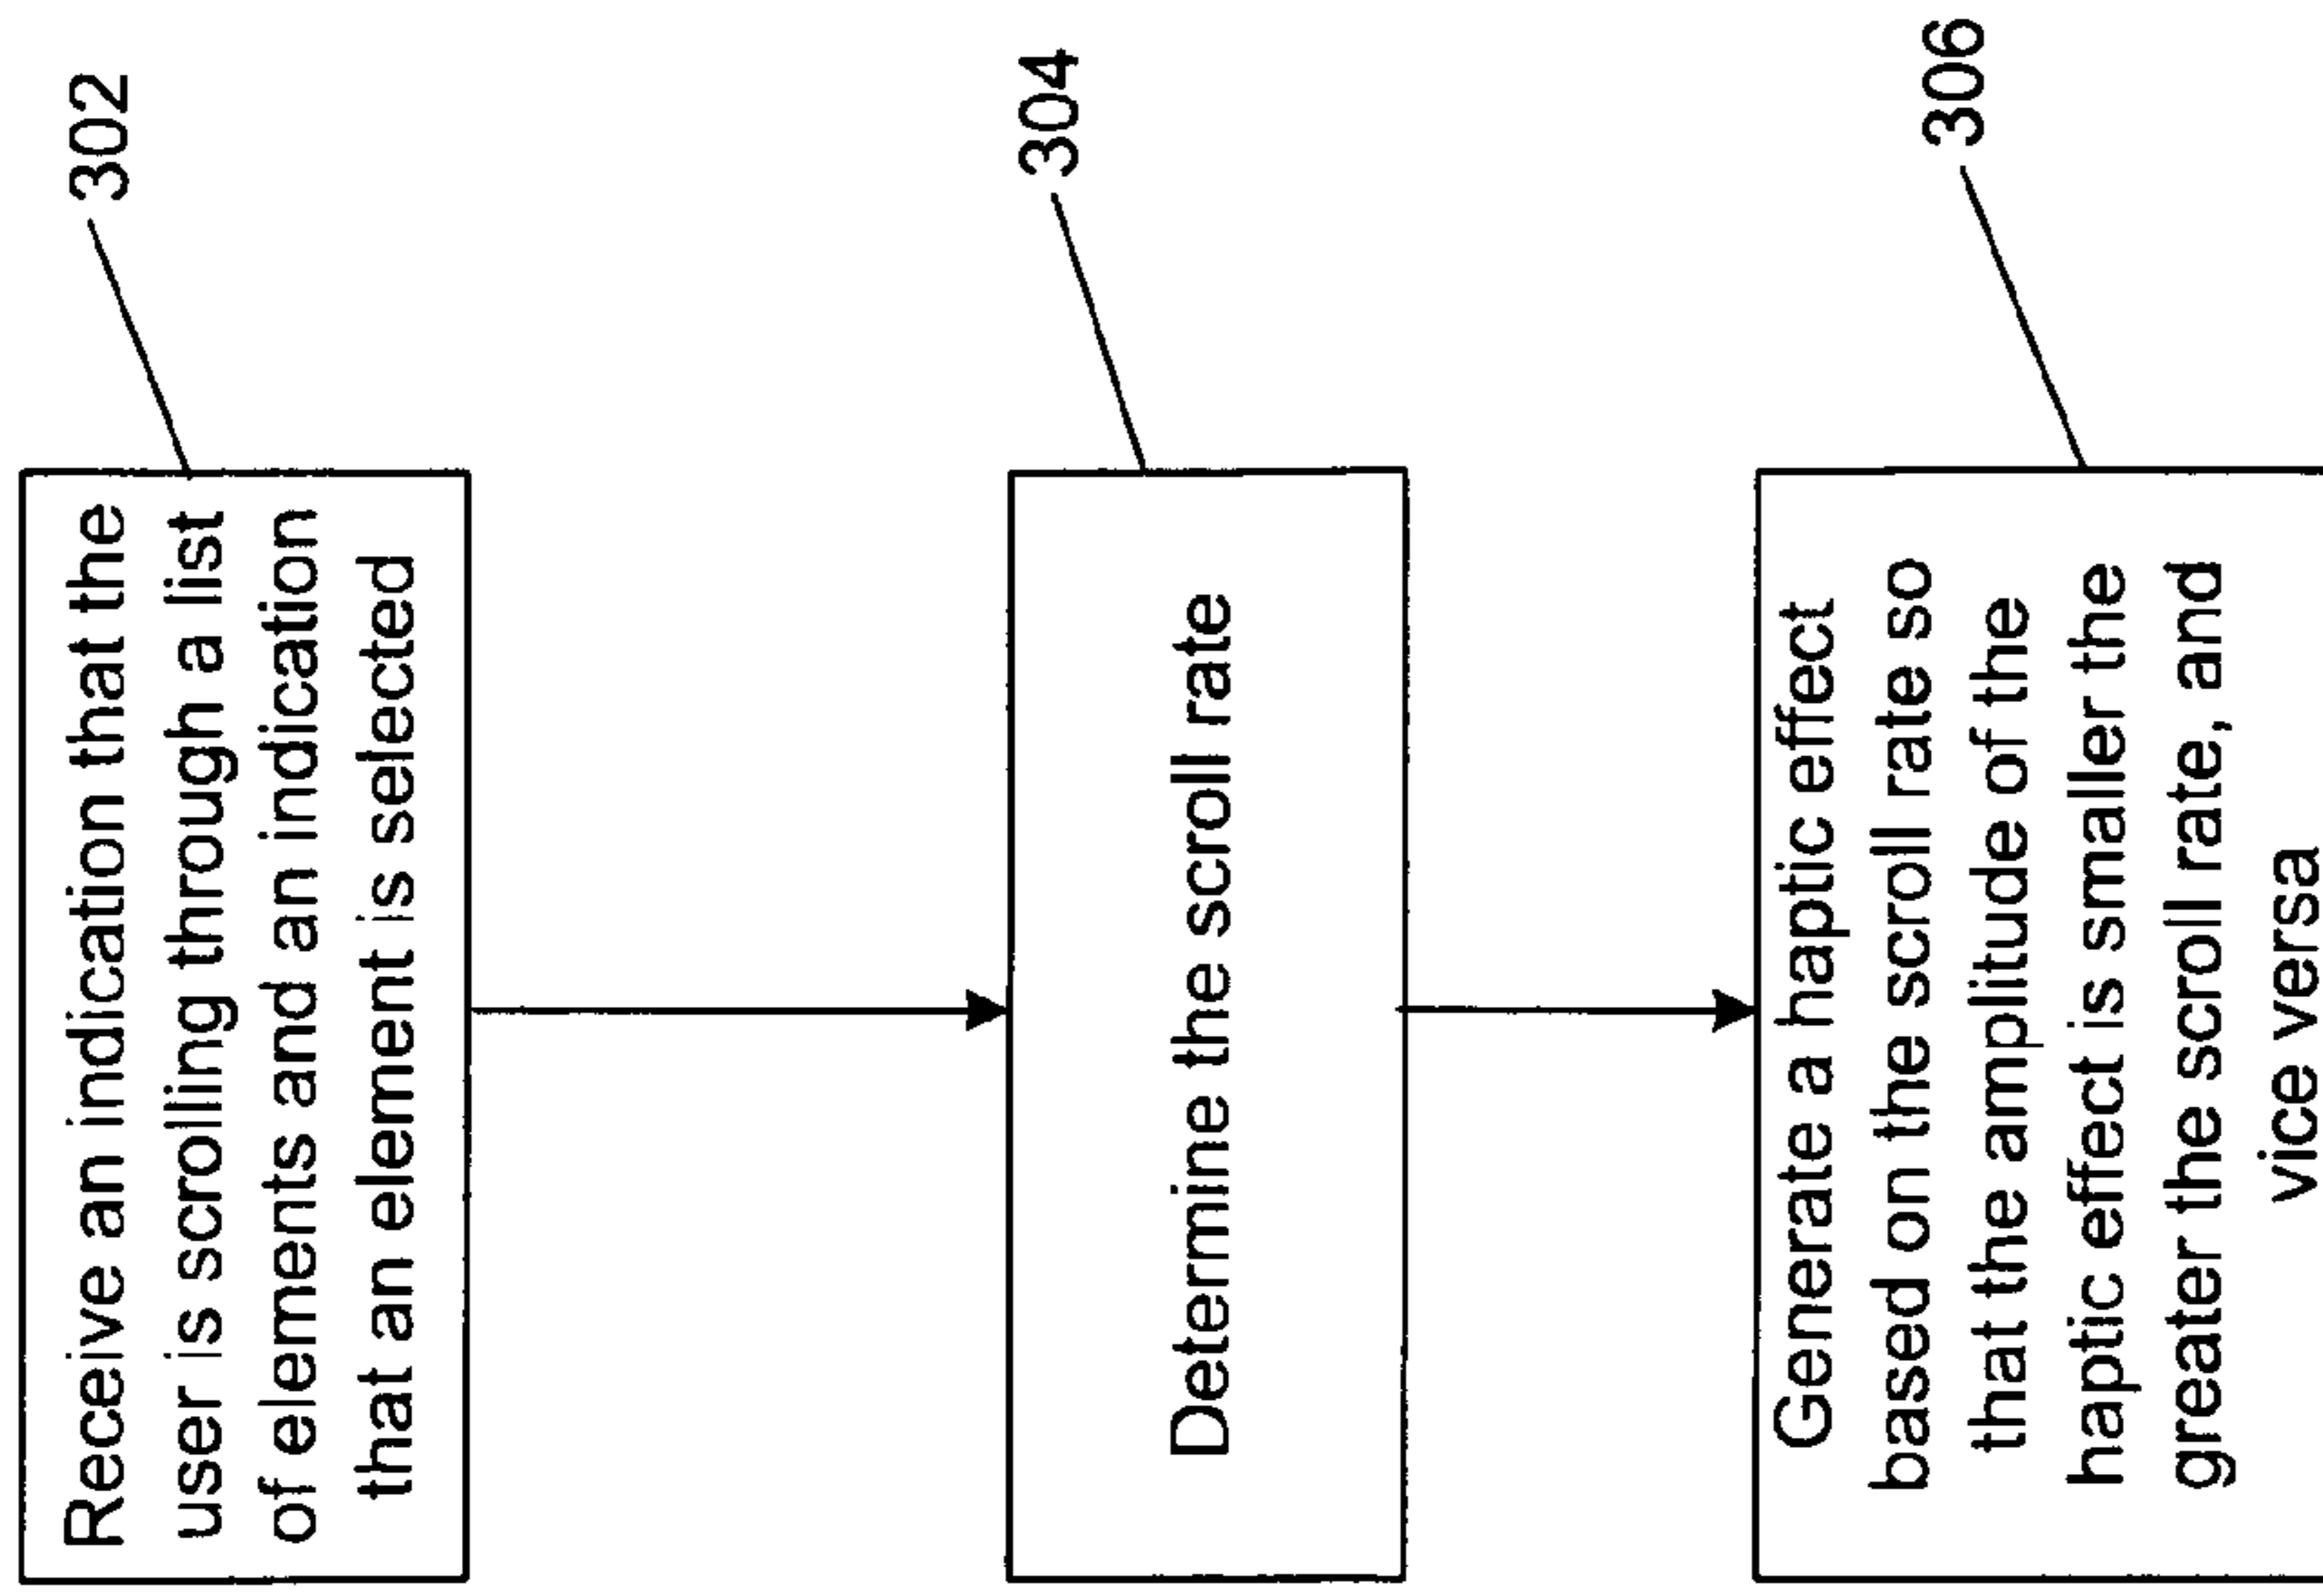 Receive an indication that the
user is scrolling through a list
of elements and an indication
that an element is selected
302
Determine the scroll rate
304
Generate a haptic effect
based on the scroll rate so
that the amplitude of the
haptic effect is smaller the
greater the scroll rate, and
vice versa
306